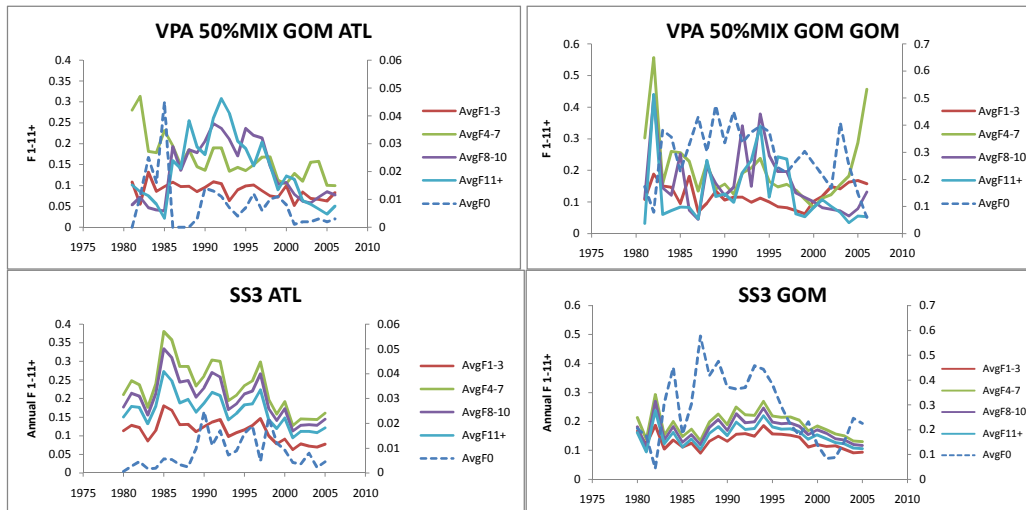 VPA 50%MIX GOM ATL
F 1-11+
0.4
0.35
0.3
0.25
0.2
0.15
0.1
0.05
0
0.06
0.05
0.04
0.03
0.02
0.01
0
1975 1980 1985 1990 1995 2000 2005 2010
AvgF1-3
AvgF4-7
AvgF8-10
AvgF11+
AvgF0
VPA 50%MIX GOM GOM
F 1-11+
0.6
0.5
0.4
0.3
0.2
0.1
0
0.7
0.6
0.5
0.4
0.3
0.2
0.1
0
1975 1980 1985 1990 1995 2000 2005 2010
AvgF1-3
AvgF4-7
AvgF8-10
AvgF11+
AvgF0
SS3 ATL
Annual F 1-11+
0.4
0.35
0.3
0.25
0.2
0.15
0.1
0.05
0
0.06
0.05
0.04
0.03
0.02
0.01
0
1975 1980 1985 1990 1995 2000 2005 2010
AvgF1-3
AvgF4-7
AvgF8-10
AvgF11+
AvgF0
SS3 GOM
Annual F 1-11+
0.6
0.5
0.4
0.3
0.2
0.1
0
0.7
0.6
0.5
0.4
0.3
0.2
0.1
0
1975 1980 1985 1990 1995 2000 2005 2010
AvgF1-3
AvgF4-7
AvgF8-10
AvgF11+
AvgF0